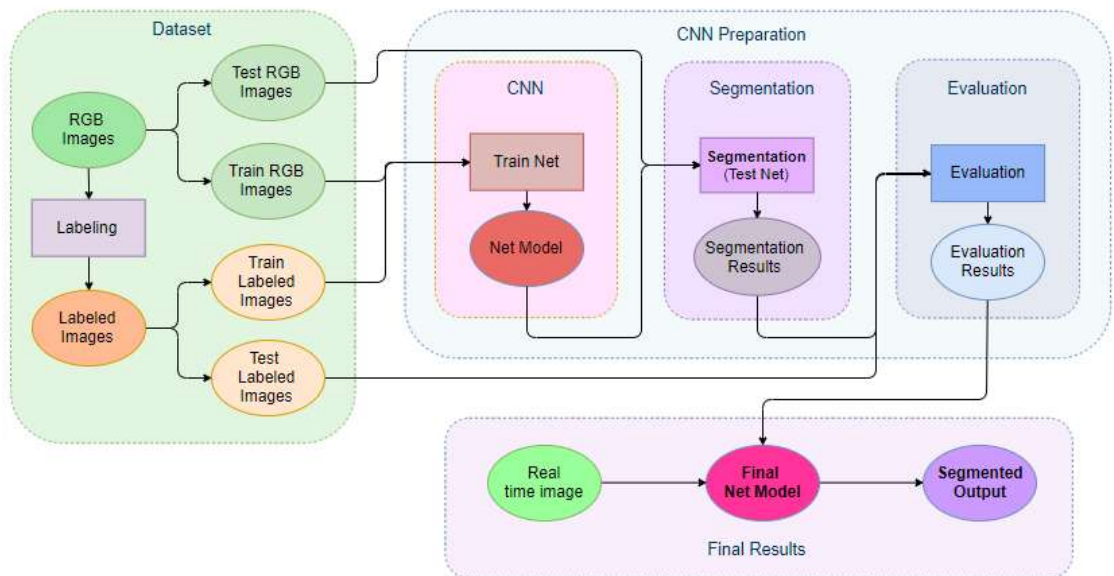 Dataset
RGB
Images
Test RGB
Images
Train RGB
Images
Labeling
Labeled
Images
Train
Labeled
Images
Test
Labeled
Images
CNN Preparation
CNN
Train Net
Net Model
Segmentation
Segmentation
(Test Net)
Segmentation
Results
Evaluation
Evaluation
Evaluation
Results
Real
time image
Final
Net Model
Segmented
Output
Final Results